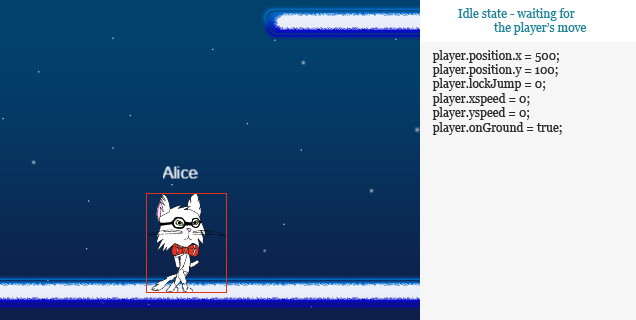 Idle state - waiting for
the player's move
player.position.x = 500;
player.position.y = 100;
player.lockJump = 0;
player.xspeed = 0;
player.yspeed = 0;
player.onGround = true;
Alice